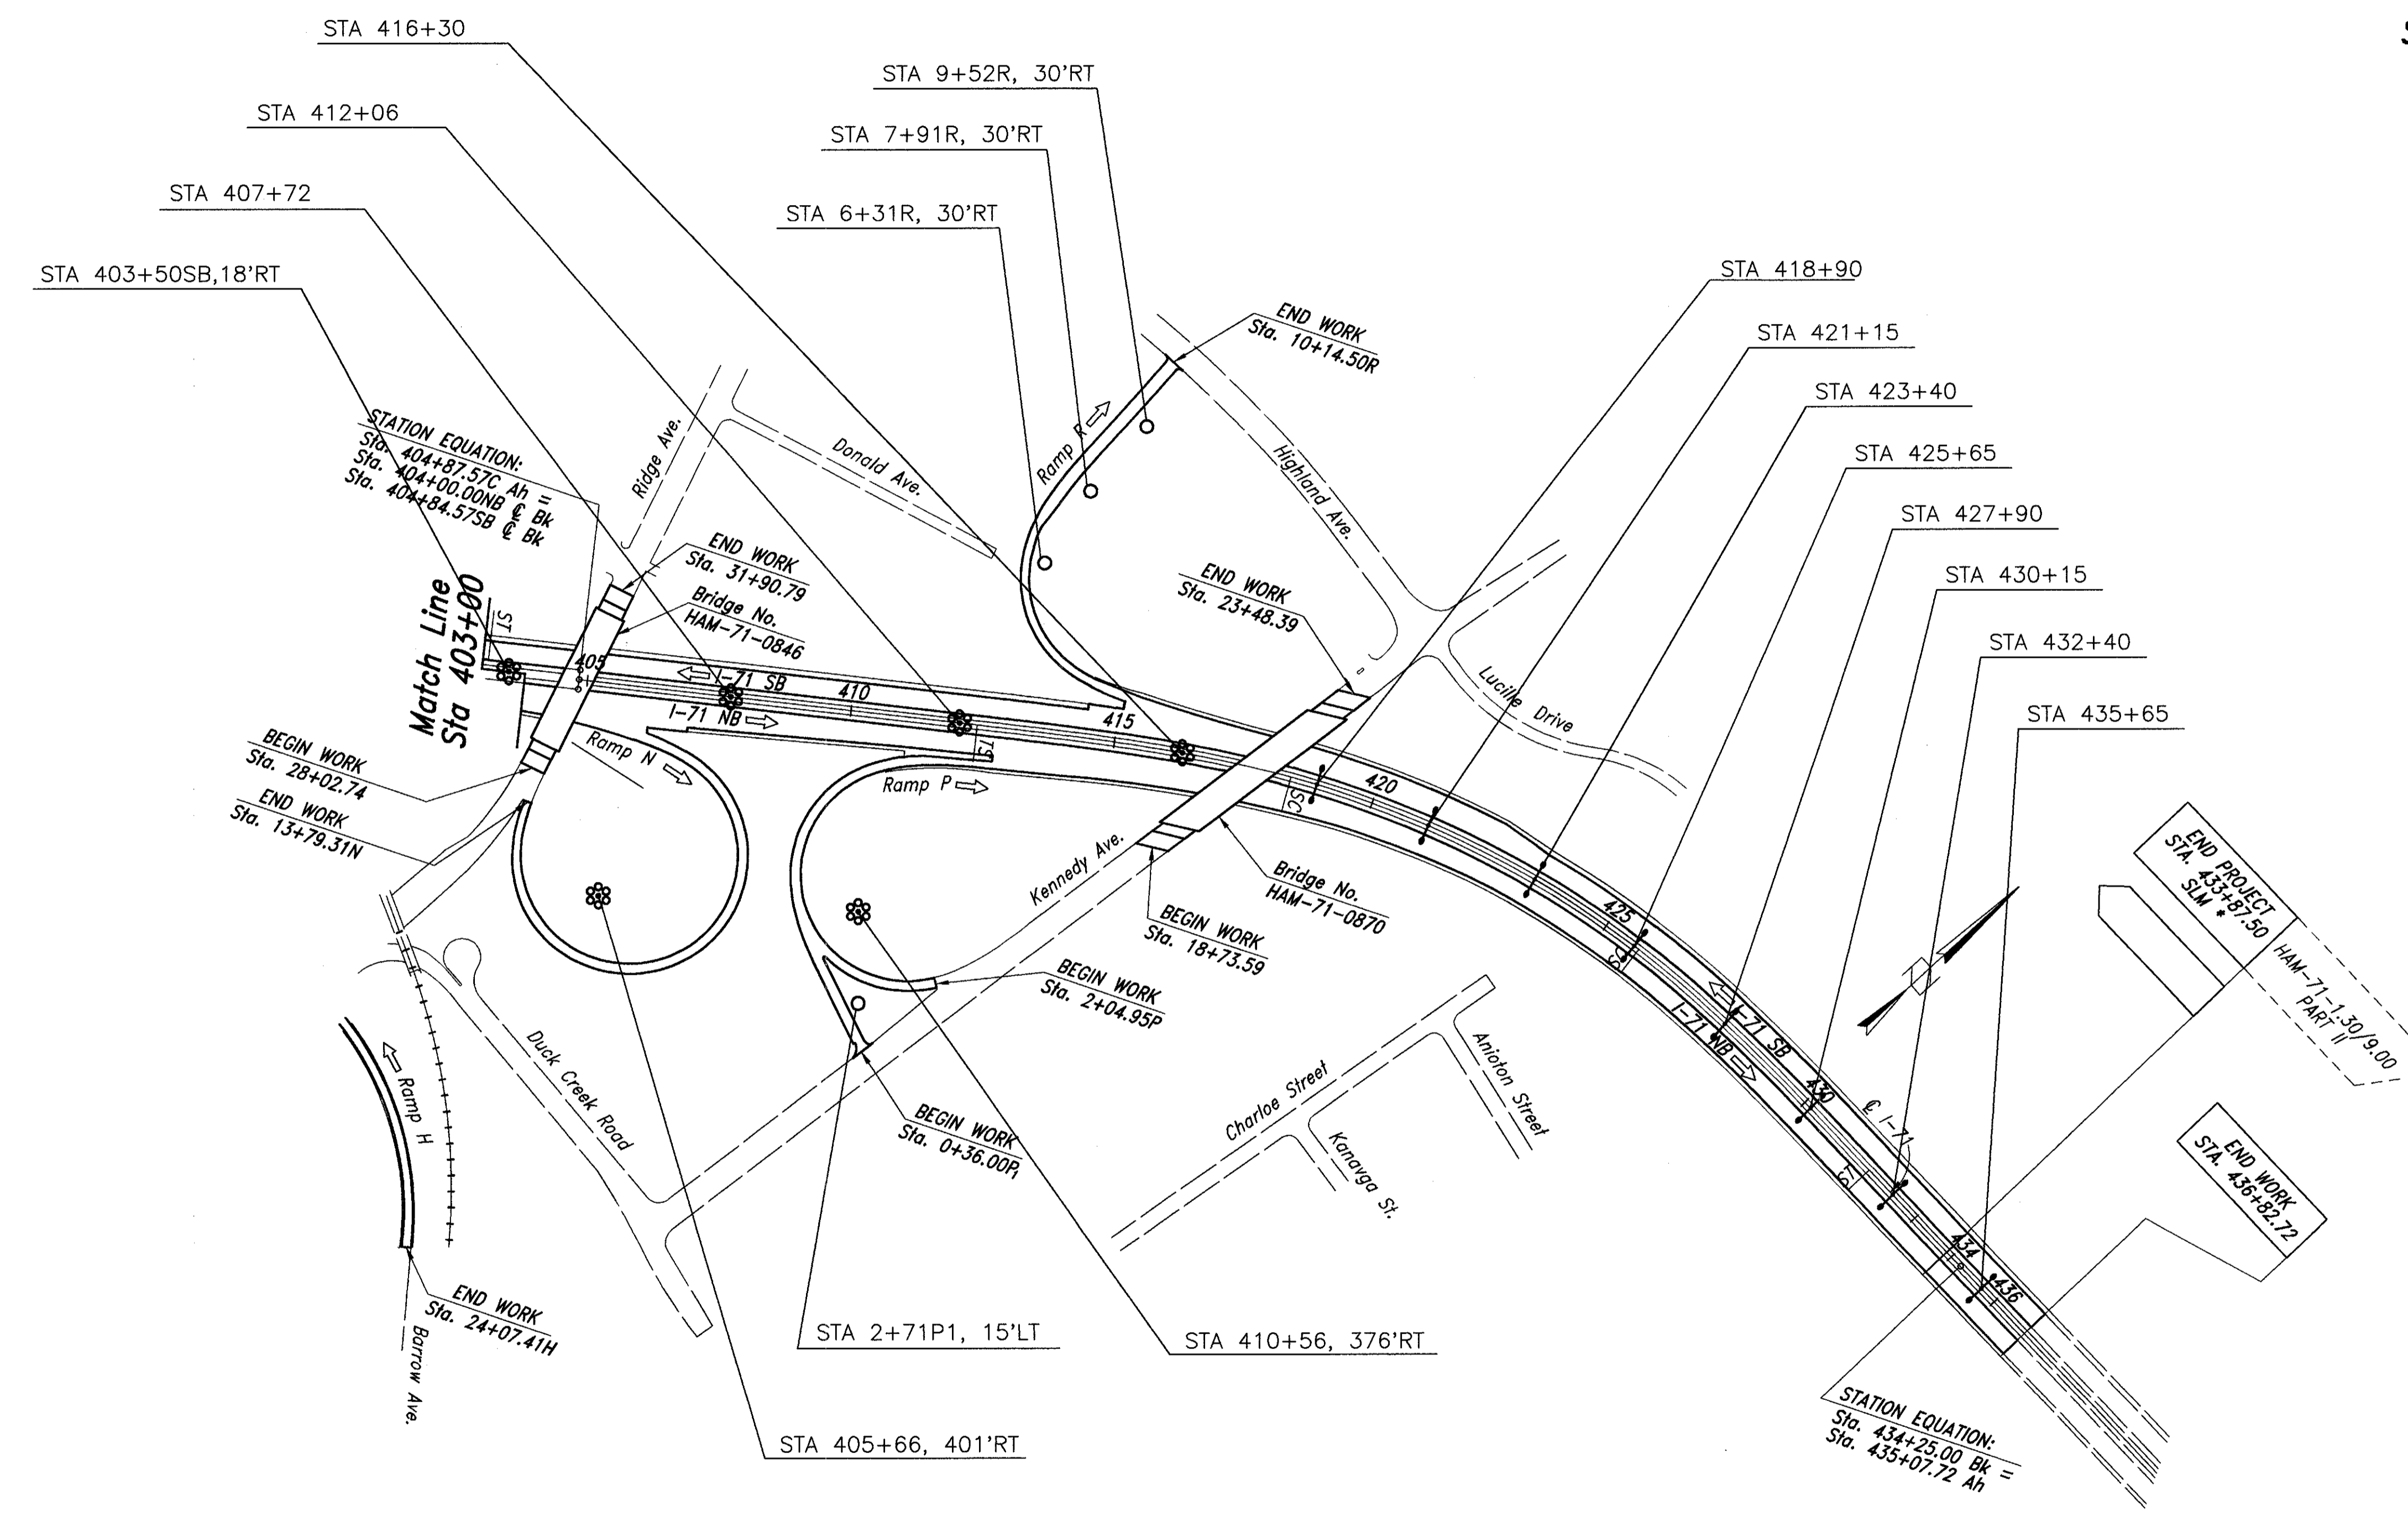 STA 416+30
STA 412+06
STA 407+72
STA 403+50SB,18'RT
STA 9+52R, 30'RT
STA 7+91R, 30'RT
STA 6+31R, 30'RT
STA 418+90
STA 421+15
STA 423+40
STA 425+65
STA 427+90
STA 430+15
STA 432+40
STA 435+65
END WORK
Sta. 10+14.50R
STATION EQUATION:
Sta. 404+87.57C Ah =
Sta. 404+00.00NB ℄ Bk
Sta. 404+84.57SB ℄ Bk
Ridge Ave.
Donald Ave.
Ramp R
Highland Ave.
END WORK
Sta. 31+90.79
Bridge No.
HAM-71-0846
END WORK
Sta. 23+48.39
Lucille Drive
Match Line
Sta 403+00
ST
405
I-71 SB
410
I-71 NB
415
TS
420
SC
425
CS
430
ST
434
436
BEGIN WORK
Sta. 28+02.74
END WORK
Sta. 13+79.31N
Ramp N
Ramp P
Kennedy Ave.
Bridge No.
HAM-71-0870
BEGIN WORK
Sta. 18+73.59
BEGIN WORK
Sta. 2+04.95P
I-71 SB
I-71 NB
℄ I-71
END PROJECT
STA. 433+87.50
SLM *
HAM-71-1.30/9.00
PART II
END WORK
STA. 436+82.72
Duck Creek Road
Ramp H
BEGIN WORK
Sta. 0+36.00P₁
Charloe Street
Kanavga St.
Anioton Street
END WORK
Sta. 24+07.41H
Barrow Ave.
STA 2+71P1, 15'LT
STA 410+56, 376'RT
STA 405+66, 401'RT
STATION EQUATION:
Sta. 434+25.00 Bk =
Sta. 435+07.72 Ah